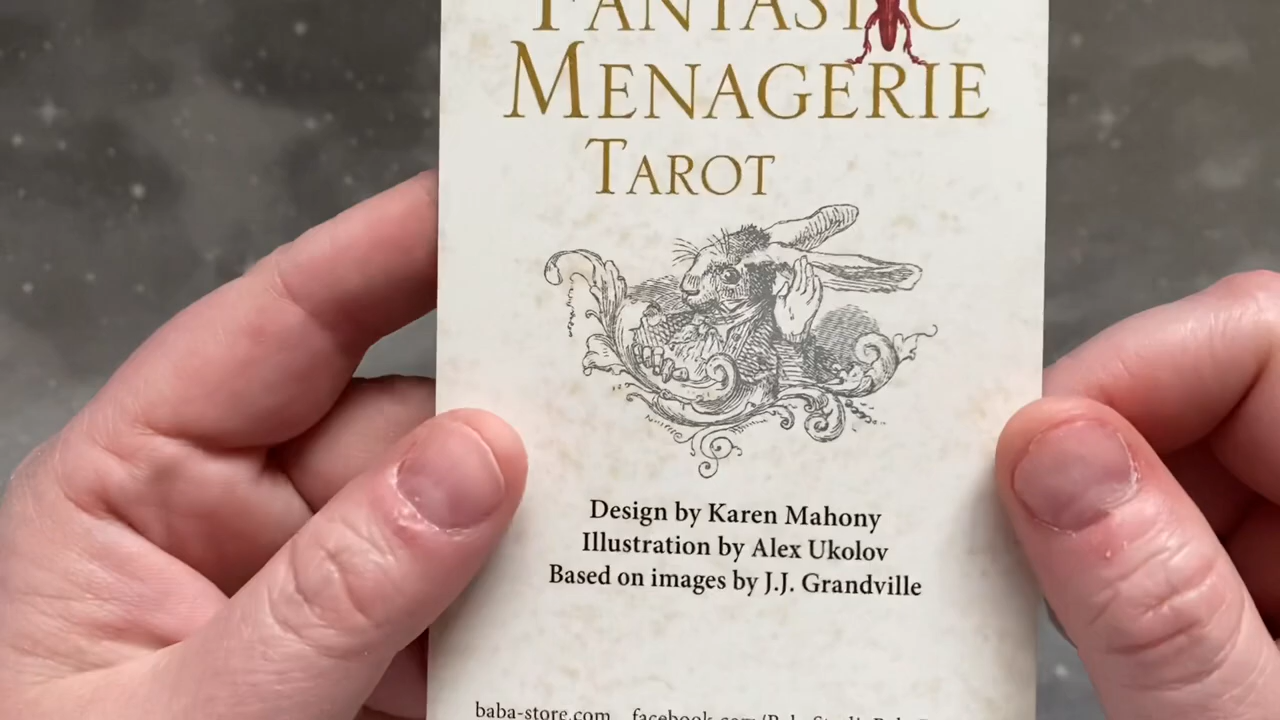 FANTASTIC
MENAGERIE
TAROT
Design by Karen Mahony
Illustration by Alex Ukolov
Based on images by J.J. Grandville
baba-store.com